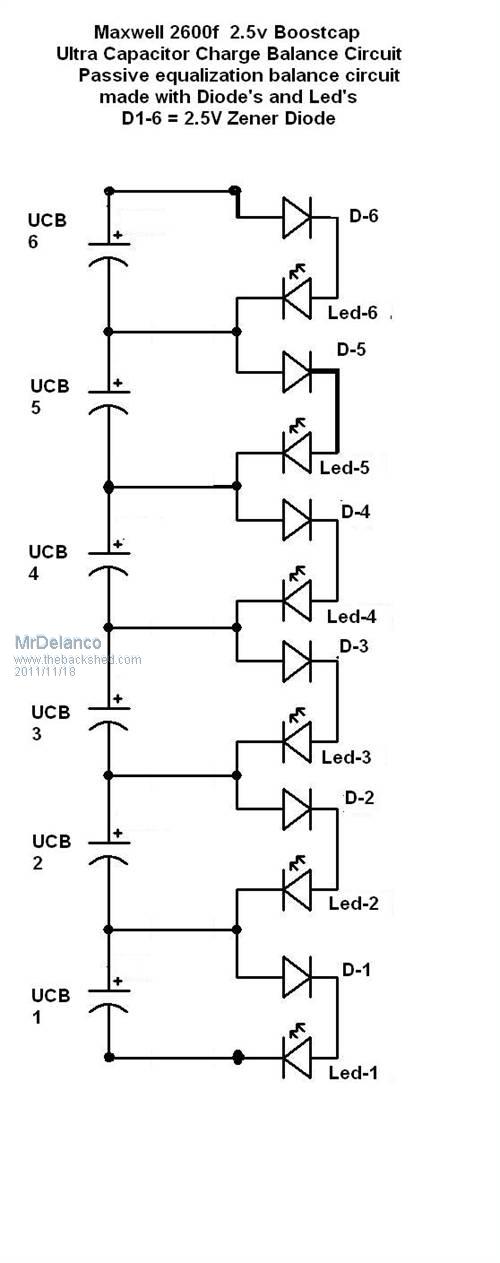 Maxwell 2600f 2.5v Boostcap
Ultra Capacitor Charge Balance Circuit
Passive equalization balance circuit
made with Diode's and Led's
D1-6 = 2.5V Zener Diode
UCB
6
+
D-6
Led-6
D-5
UCB
5
+
Led-5
D-4
UCB
4
+
Led-4
MrDelanco
www.thebackshed.com
2011/11/18
D-3
UCB
3
+
Led-3
D-2
UCB
2
+
Led-2
D-1
UCB
1
+
Led-1